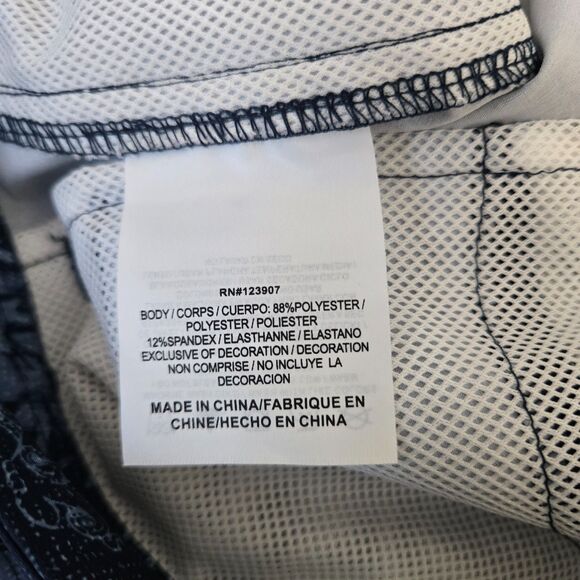 RN#123907
BODY / CORPS / CUERPO: 88%POLYESTER /
POLYESTER / POLIESTER
12%SPANDEX / ELASTHANNE / ELASTANO
EXCLUSIVE OF DECORATION / DECORATION
NON COMPRISE / NO INCLUYE LA
DECORACION
MADE IN CHINA/FABRIQUE EN
CHINE/HECHO EN CHINA